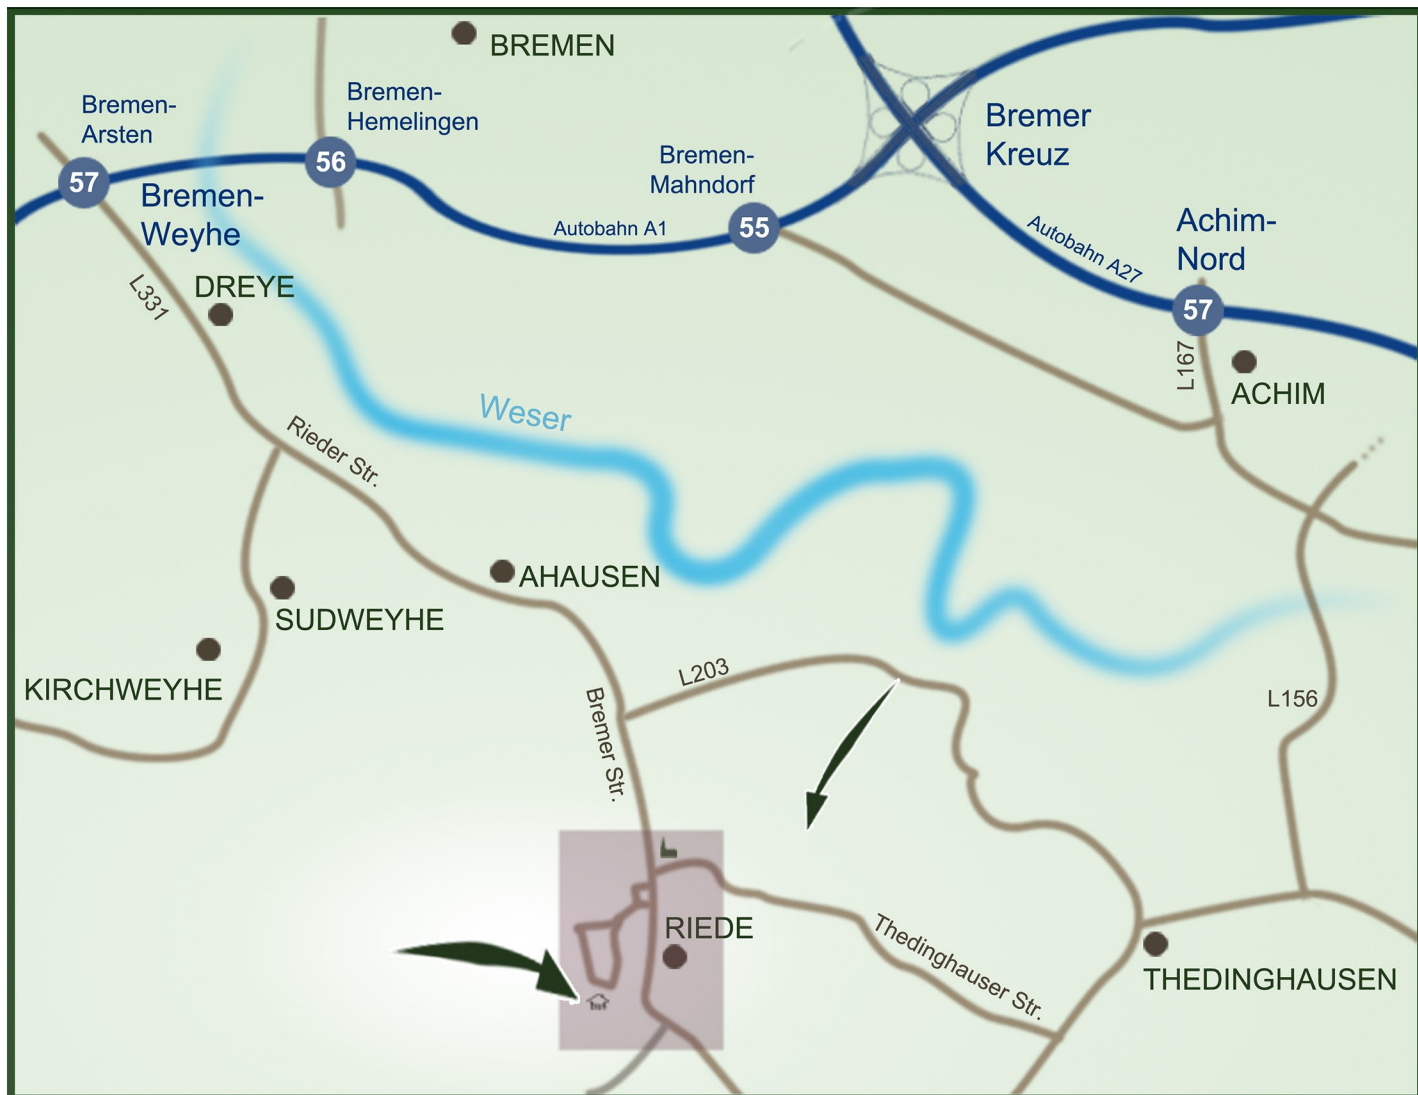 BREMEN
Bremen-
Arsten
Bremen-
Hemelingen
57
56
Bremen-
Weyhe
Bremen-
Mahndorf
55
Autobahn A1
Bremer
Kreuz
Autobahn A27
Achim-
Nord
57
L167
ACHIM
DREYE
L331
Weser
Rieder Str.
AHAUSEN
SUDWEYHE
KIRCHWEYHE
L203
L156
Bremer Str.
RIEDE
Thedinghauser Str.
THEDINGHAUSEN